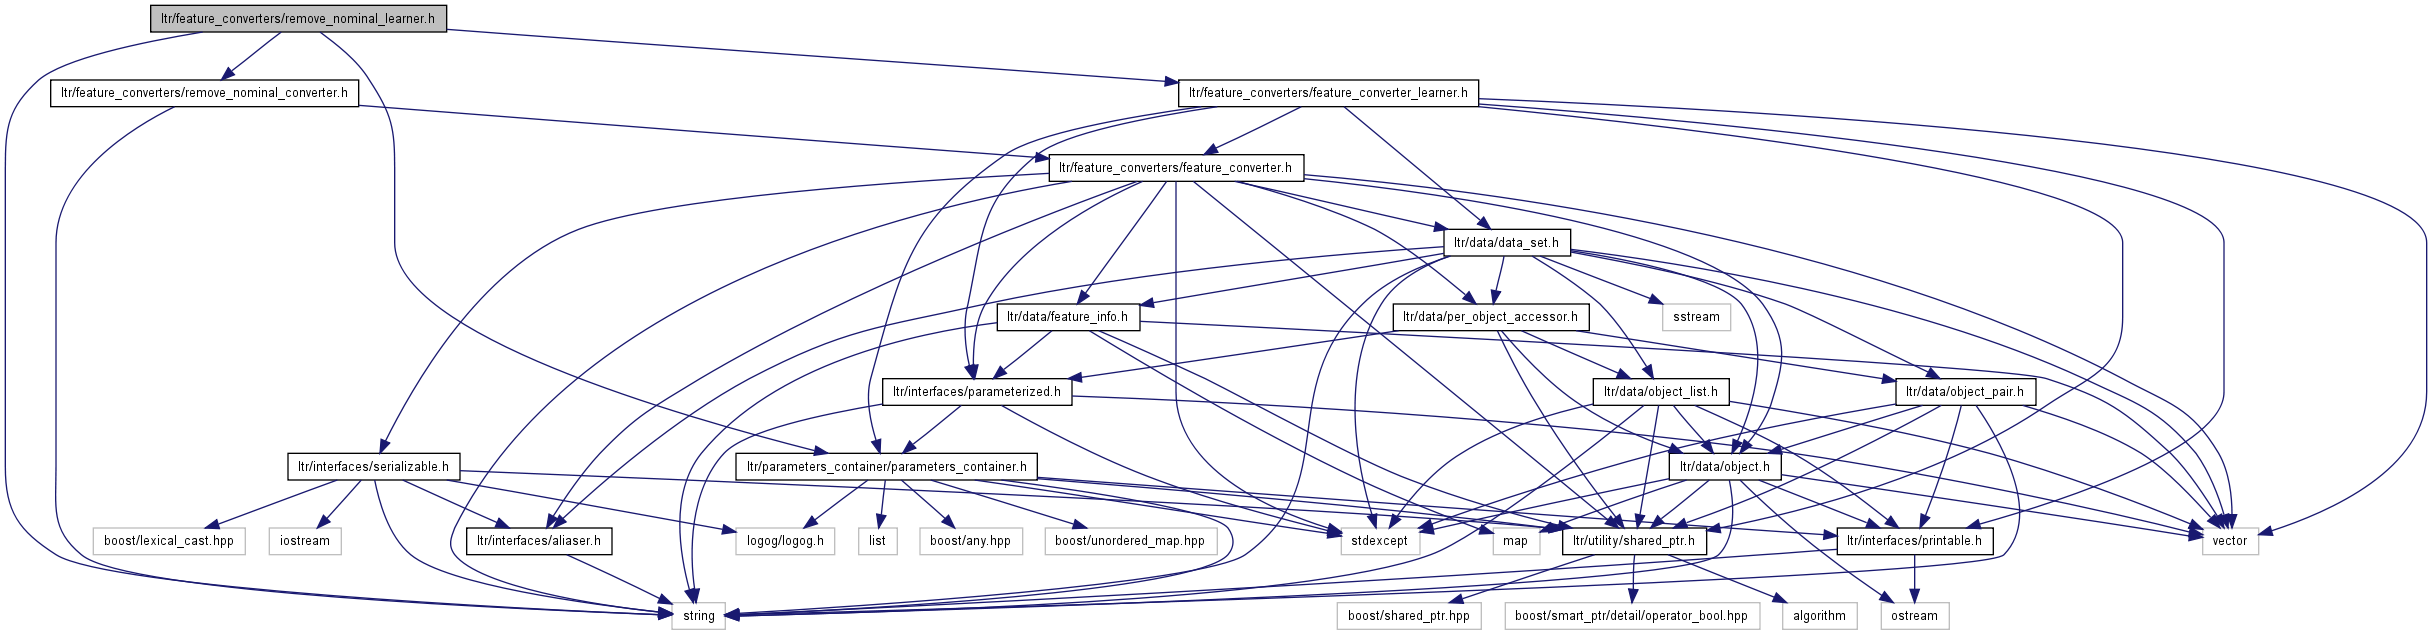 ltr/feature_converters/remove_nominal_learner.h
ltr/feature_converters/remove_nominal_converter.h
ltr/feature_converters/feature_converter_learner.h
ltr/feature_converters/feature_converter.h
ltr/data/data_set.h
ltr/data/feature_info.h
ltr/data/per_object_accessor.h
sstream
ltr/interfaces/parameterized.h
ltr/data/object_list.h
ltr/data/object_pair.h
ltr/interfaces/serializable.h
ltr/parameters_container/parameters_container.h
ltr/data/object.h
boost/lexical_cast.hpp
iostream
ltr/interfaces/aliaser.h
logog/logog.h
list
boost/any.hpp
boost/unordered_map.hpp
stdexcept
map
ltr/utility/shared_ptr.h
ltr/interfaces/printable.h
vector
string
boost/shared_ptr.hpp
boost/smart_ptr/detail/operator_bool.hpp
algorithm
ostream